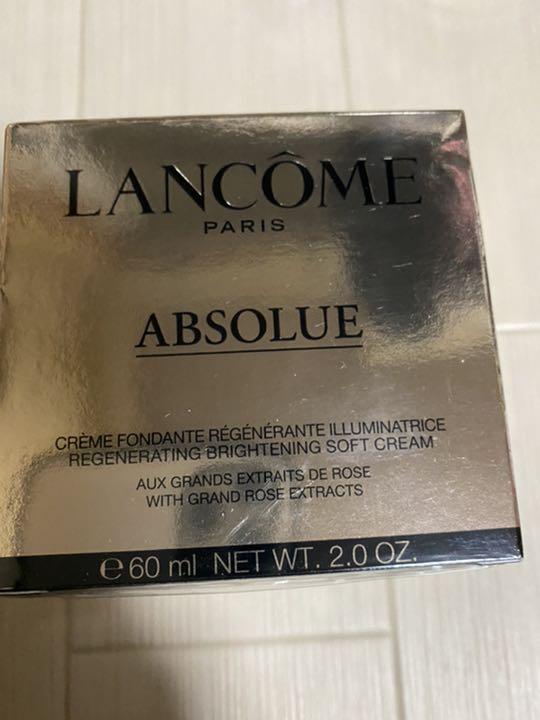 LANCÔME
PARIS
ABSOLUE
CRÈME FONDANTE RÉGÉNÉRANTE ILLUMINATRICE
REGENERATING BRIGHTENING SOFT CREAM
AUX GRANDS EXTRAITS DE ROSE
WITH GRAND ROSE EXTRACTS
℮ 60 ml NET WT. 2.0 OZ.